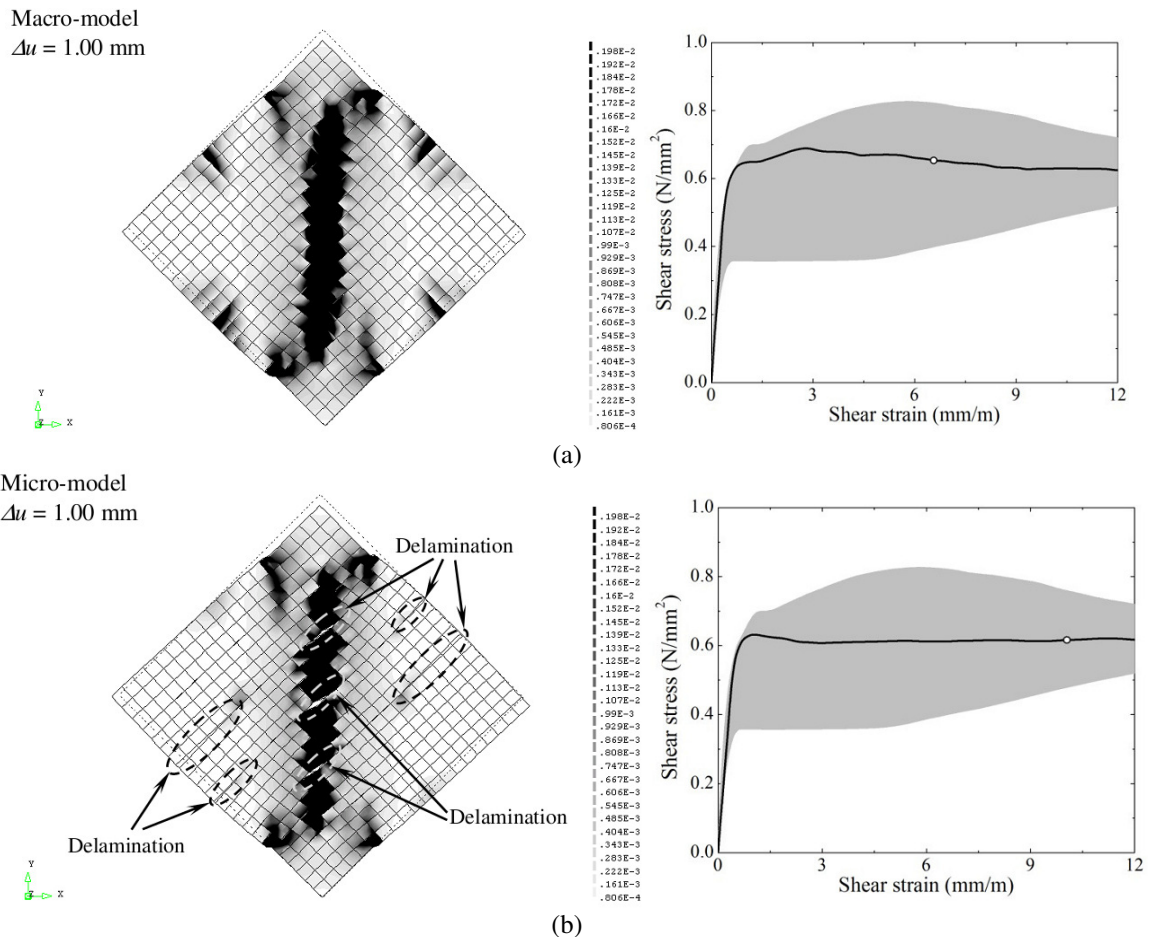 Macro-model
Δu = 1.00 mm
.198E-2
.192E-2
.184E-2
.178E-2
.172E-2
.166E-2
.16E-2
.152E-2
.145E-2
.139E-2
.133E-2
.125E-2
.119E-2
.113E-2
.107E-2
.99E-3
.929E-3
.869E-3
.808E-3
.747E-3
.667E-3
.606E-3
.545E-3
.485E-3
.404E-3
.343E-3
.283E-3
.222E-3
.161E-3
.806E-4
Shear stress (N/mm²)
1.0
0.8
0.6
0.4
0.2
0.0
0 3 6 9 12
Shear strain (mm/m)
Y
Z X
(a)
Micro-model
Δu = 1.00 mm
Delamination
Delamination
Delamination
Y
Z X
.198E-2
.192E-2
.184E-2
.178E-2
.172E-2
.166E-2
.16E-2
.152E-2
.145E-2
.139E-2
.133E-2
.125E-2
.119E-2
.113E-2
.107E-2
.99E-3
.929E-3
.869E-3
.808E-3
.747E-3
.667E-3
.606E-3
.545E-3
.485E-3
.404E-3
.343E-3
.283E-3
.222E-3
.161E-3
.806E-4
Shear stress (N/mm²)
1.0
0.8
0.6
0.4
0.2
0.0
0 3 6 9 12
Shear strain (mm/m)
(b)